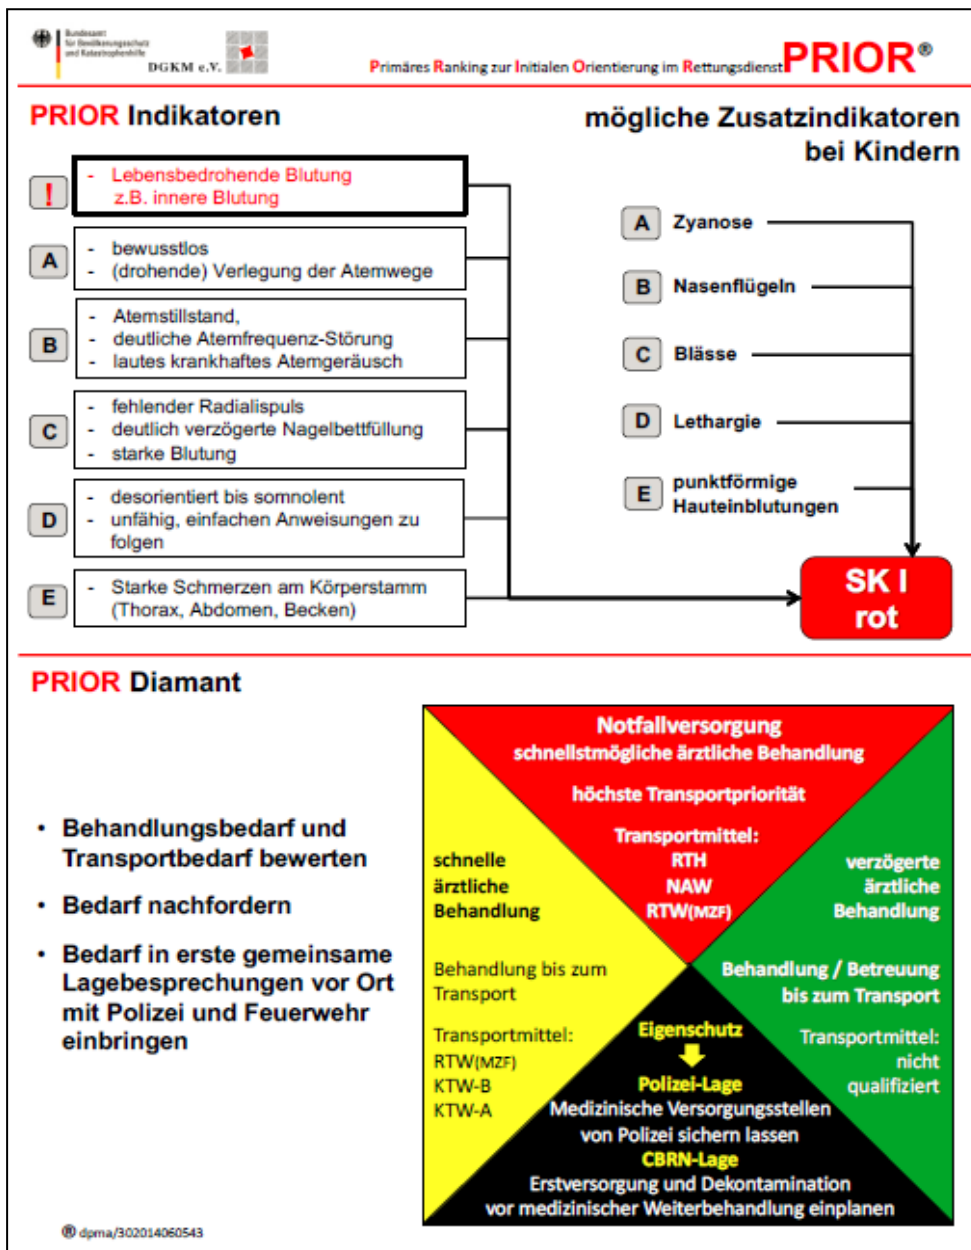 Bundesamt
für Bevölkerungsschutz
und Katastrophenhilfe
DGKM e.V.
Primäres Ranking zur Initialen Orientierung im Rettungsdienst PRIOR®
PRIOR Indikatoren
! - Lebensbedrohende Blutung
z.B. innere Blutung
A - bewusstlos
- (drohende) Verlegung der Atemwege
B - Atemstillstand,
- deutliche Atemfrequenz-Störung
- lautes krankhaftes Atemgeräusch
C - fehlender Radialispuls
- deutlich verzögerte Nagelbettfüllung
- starke Blutung
D - desorientiert bis somnolent
- unfähig, einfachen Anweisungen zu
folgen
E - Starke Schmerzen am Körperstamm
(Thorax, Abdomen, Becken)
mögliche Zusatzindikatoren
bei Kindern
A Zyanose
B Nasenflügeln
C Blässe
D Lethargie
E punktförmige
Hauteinblutungen
SK I
rot
PRIOR Diamant
• Behandlungsbedarf und
Transportbedarf bewerten
• Bedarf nachfordern
• Bedarf in erste gemeinsame
Lagebesprechungen vor Ort
mit Polizei und Feuerwehr
einbringen
Notfallversorgung
schnellstmögliche ärztliche Behandlung
höchste Transportpriorität
Transportmittel:
RTH
NAW
RTW(MZF)
schnelle
ärztliche
Behandlung
Behandlung bis zum
Transport
Transportmittel:
RTW(MZF)
KTW-B
KTW-A
verzögerte
ärztliche
Behandlung
Behandlung / Betreuung
bis zum Transport
Transportmittel:
nicht
qualifiziert
Eigenschutz
Polizei-Lage
Medizinische Versorgungsstellen
von Polizei sichern lassen
CBRN-Lage
Erstversorgung und Dekontamination
vor medizinischer Weiterbehandlung einplanen
® dpma/302014060543